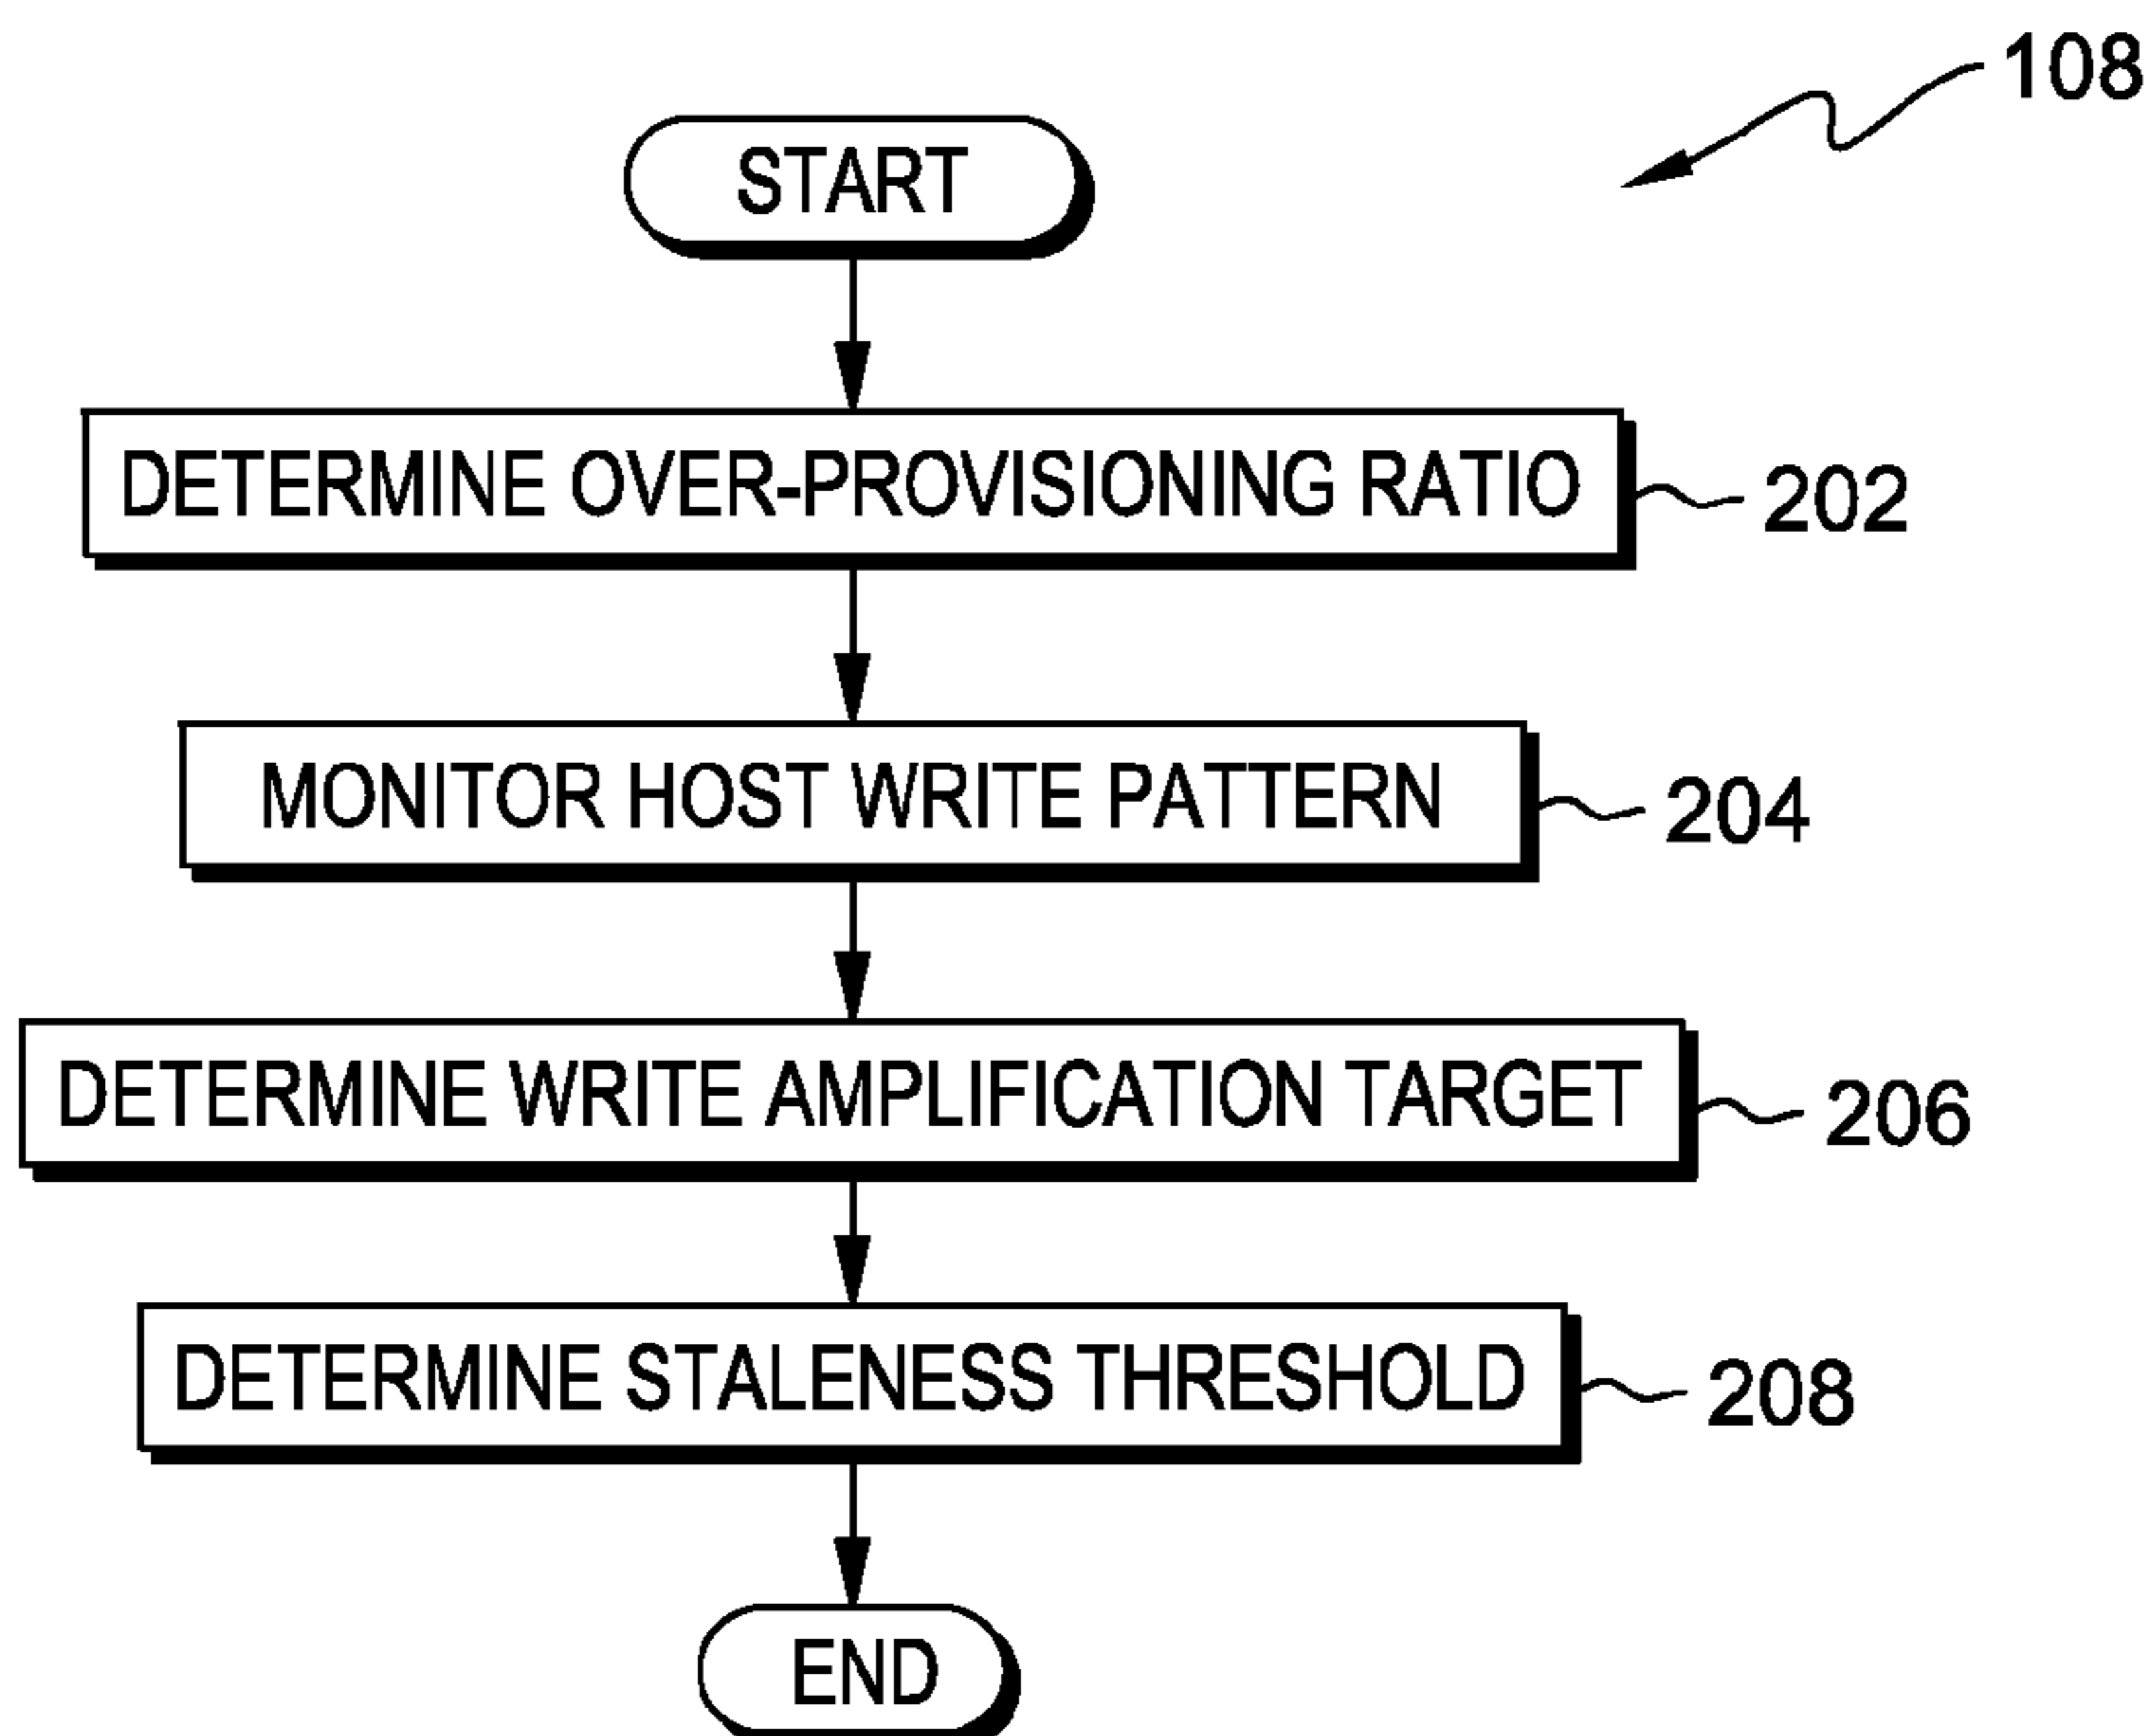 108
START
DETERMINE OVER-PROVISIONING RATIO
202
MONITOR HOST WRITE PATTERN
204
DETERMINE WRITE AMPLIFICATION TARGET
206
DETERMINE STALENESS THRESHOLD
208
END